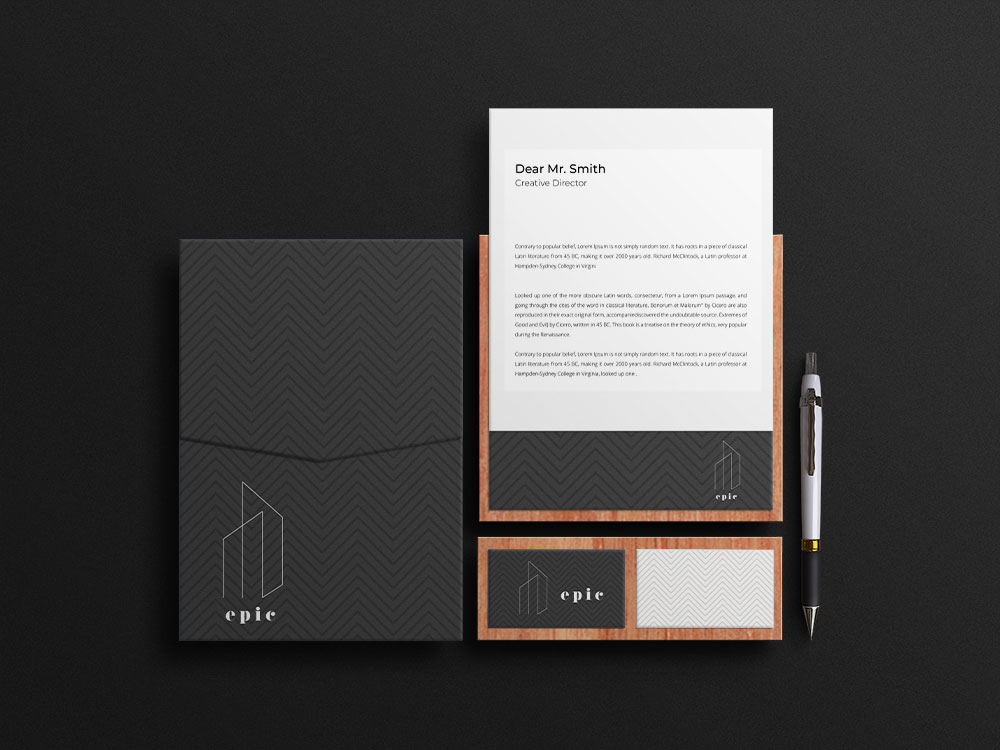 Dear Mr. Smith
Creative Director
Contrary to popular belief, Lorem Ipsum is not simply random text. It has roots in a piece of classical
Latin literature from 45 BC, making it over 2000 years old. Richard McClintock, a Latin professor at
Hampden-Sydney College in Virgini
Looked up one of the more obscure Latin words, consectetur, from a Lorem Ipsum passage, and
going through the cites of the word in classical literature, Bonorum et Malorum" by Cicero are also
reproduced in their exact original form, accompaniesdiscovered the undoubtable source. Extremes of
Good and Evil) by Cicero, written in 45 BC. This book is a treatise on the theory of ethics, very popular
during the Renaissance.
Contrary to popular belief, Lorem Ipsum is not simply random text. It has roots in a piece of classical
Latin literature from 45 BC, making it over 2000 years old. Richard McClintock, a Latin professor at
Hampden-Sydney College in Virginia, looked up one .
epic
epic
epic